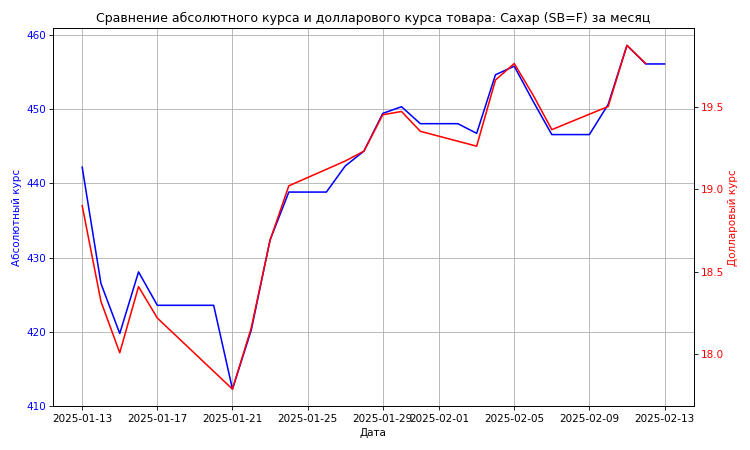 Сравнение абсолютного курса и долларового курса товара: Сахар (SB=F) за месяц
460
450
440
430
420
410
Абсолютный курс
19.5
19.0
18.5
18.0
Долларовый курс
2025-01-13 2025-01-17 2025-01-21 2025-01-25 2025-01-29 2025-02-01 2025-02-05 2025-02-09 2025-02-13
Дата